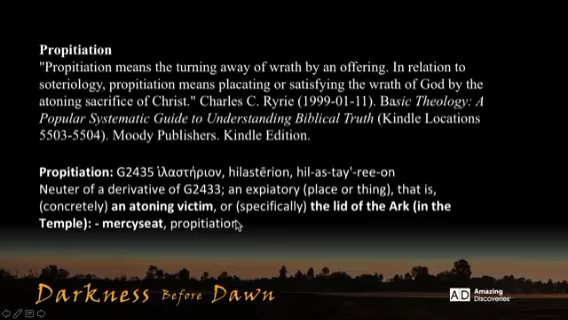 Propitiation
"Propitiation means the turning away of wrath by an offering. In relation to
soteriology, propitiation means placating or satisfying the wrath of God by the
atoning sacrifice of Christ." Charles C. Ryrie (1999-01-11). Basic Theology: A
Popular Systematic Guide to Understanding Biblical Truth (Kindle Locations
5503-5504). Moody Publishers. Kindle Edition.
Propitiation: G2435 ἱλαστήριον, hilastērion, hil-as-tay'-ree-on
Neuter of a derivative of G2433; an expiatory (place or thing), that is,
(concretely) an atoning victim, or (specifically) the lid of the Ark (in the
Temple): - mercyseat, propitiation
Darkness Before Dawn
AD Amazing
Discoveries